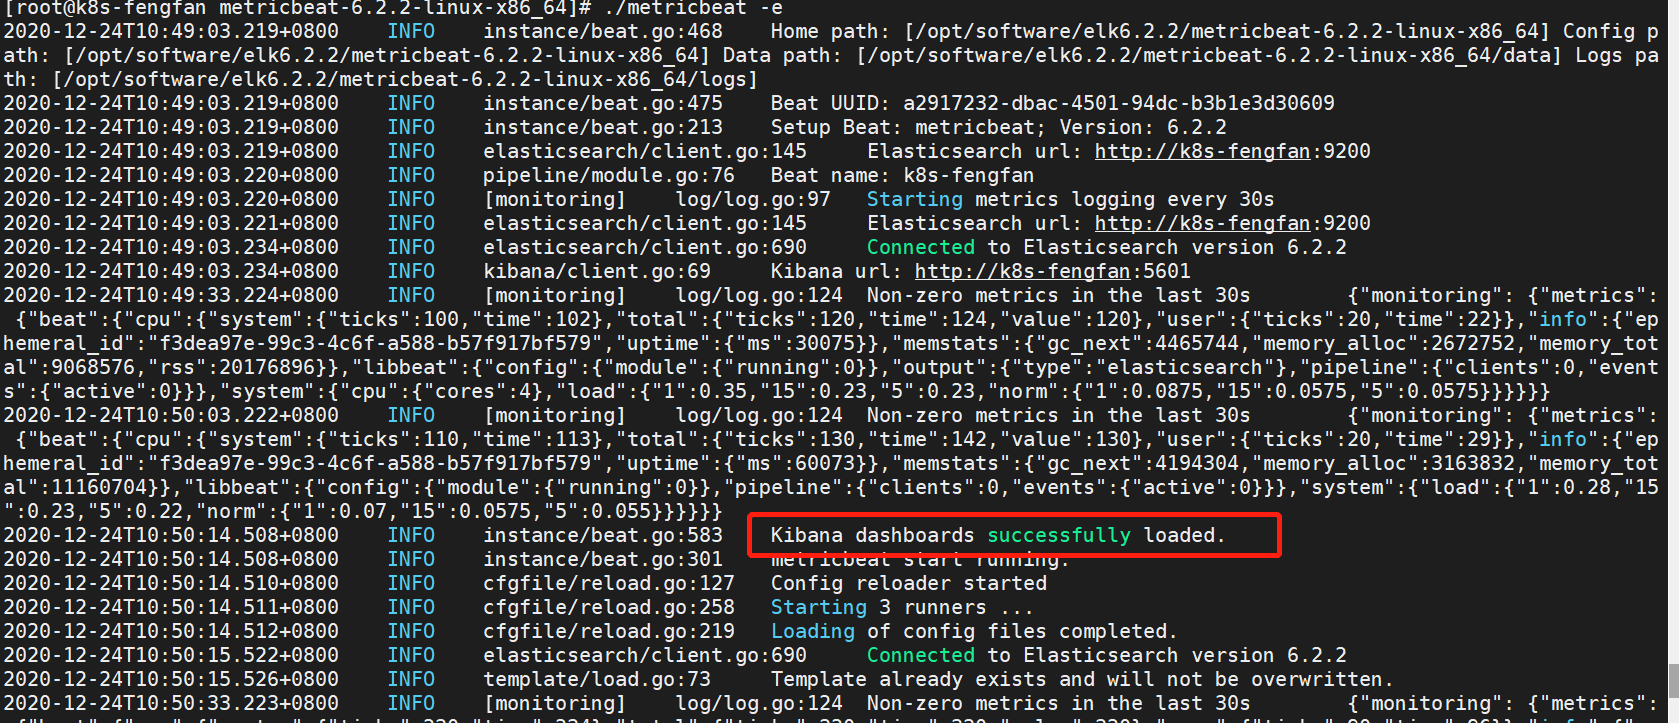 [root@k8s-fengfan metricbeat-6.2.2-linux-x86_64]# ./metricbeat -e
2020-12-24T10:49:03.219+0800    INFO    instance/beat.go:468    Home path: [/opt/software/elk6.2.2/metricbeat-6.2.2-linux-x86_64] Config p
ath: [/opt/software/elk6.2.2/metricbeat-6.2.2-linux-x86_64] Data path: [/opt/software/elk6.2.2/metricbeat-6.2.2-linux-x86_64/data] Logs pa
th: [/opt/software/elk6.2.2/metricbeat-6.2.2-linux-x86_64/logs]
2020-12-24T10:49:03.219+0800    INFO    instance/beat.go:475    Beat UUID: a2917232-dbac-4501-94dc-b3b1e3d30609
2020-12-24T10:49:03.219+0800    INFO    instance/beat.go:213    Setup Beat: metricbeat; Version: 6.2.2
2020-12-24T10:49:03.219+0800    INFO    elasticsearch/client.go:145     Elasticsearch url: http://k8s-fengfan:9200
2020-12-24T10:49:03.220+0800    INFO    pipeline/module.go:76   Beat name: k8s-fengfan
2020-12-24T10:49:03.220+0800    INFO    [monitoring]    log/log.go:97   Starting metrics logging every 30s
2020-12-24T10:49:03.221+0800    INFO    elasticsearch/client.go:145     Elasticsearch url: http://k8s-fengfan:9200
2020-12-24T10:49:03.234+0800    INFO    elasticsearch/client.go:690     Connected to Elasticsearch version 6.2.2
2020-12-24T10:49:03.234+0800    INFO    kibana/client.go:69     Kibana url: http://k8s-fengfan:5601
2020-12-24T10:49:33.224+0800    INFO    [monitoring]    log/log.go:124  Non-zero metrics in the last 30s        {"monitoring": {"metrics":
 {"beat":{"cpu":{"system":{"ticks":100,"time":102},"total":{"ticks":120,"time":124,"value":120},"user":{"ticks":20,"time":22}},"info":{"ep
hemeral_id":"f3dea97e-99c3-4c6f-a588-b57f917bf579","uptime":{"ms":30075}},"memstats":{"gc_next":4465744,"memory_alloc":2672752,"memory_tot
al":9068576,"rss":20176896}},"libbeat":{"config":{"module":{"running":0}},"output":{"type":"elasticsearch"},"pipeline":{"clients":0,"event
s":{"active":0}}},"system":{"cpu":{"cores":4},"load":{"1":0.35,"15":0.23,"5":0.23,"norm":{"1":0.0875,"15":0.0575,"5":0.0575}}}}}}
2020-12-24T10:50:03.222+0800    INFO    [monitoring]    log/log.go:124  Non-zero metrics in the last 30s        {"monitoring": {"metrics":
 {"beat":{"cpu":{"system":{"ticks":110,"time":113},"total":{"ticks":130,"time":142,"value":130},"user":{"ticks":20,"time":29}},"info":{"ep
hemeral_id":"f3dea97e-99c3-4c6f-a588-b57f917bf579","uptime":{"ms":60073}},"memstats":{"gc_next":4194304,"memory_alloc":3163832,"memory_tot
al":11160704}},"libbeat":{"config":{"module":{"running":0}},"pipeline":{"clients":0,"events":{"active":0}}},"system":{"load":{"1":0.28,"15
":0.23,"5":0.22,"norm":{"1":0.07,"15":0.0575,"5":0.055}}}}}}
2020-12-24T10:50:14.508+0800    INFO    instance/beat.go:583    Kibana dashboards successfully loaded.
2020-12-24T10:50:14.508+0800    INFO    instance/beat.go:301    metricbeat start running.
2020-12-24T10:50:14.510+0800    INFO    cfgfile/reload.go:127   Config reloader started
2020-12-24T10:50:14.511+0800    INFO    cfgfile/reload.go:258   Starting 3 runners ...
2020-12-24T10:50:14.512+0800    INFO    cfgfile/reload.go:219   Loading of config files completed.
2020-12-24T10:50:15.522+0800    INFO    elasticsearch/client.go:690     Connected to Elasticsearch version 6.2.2
2020-12-24T10:50:15.526+0800    INFO    template/load.go:73     Template already exists and will not be overwritten.
2020-12-24T10:50:33.223+0800    INFO    [monitoring]    log/log.go:124  Non-zero metrics in the last 30s        {"monitoring": {"metrics":